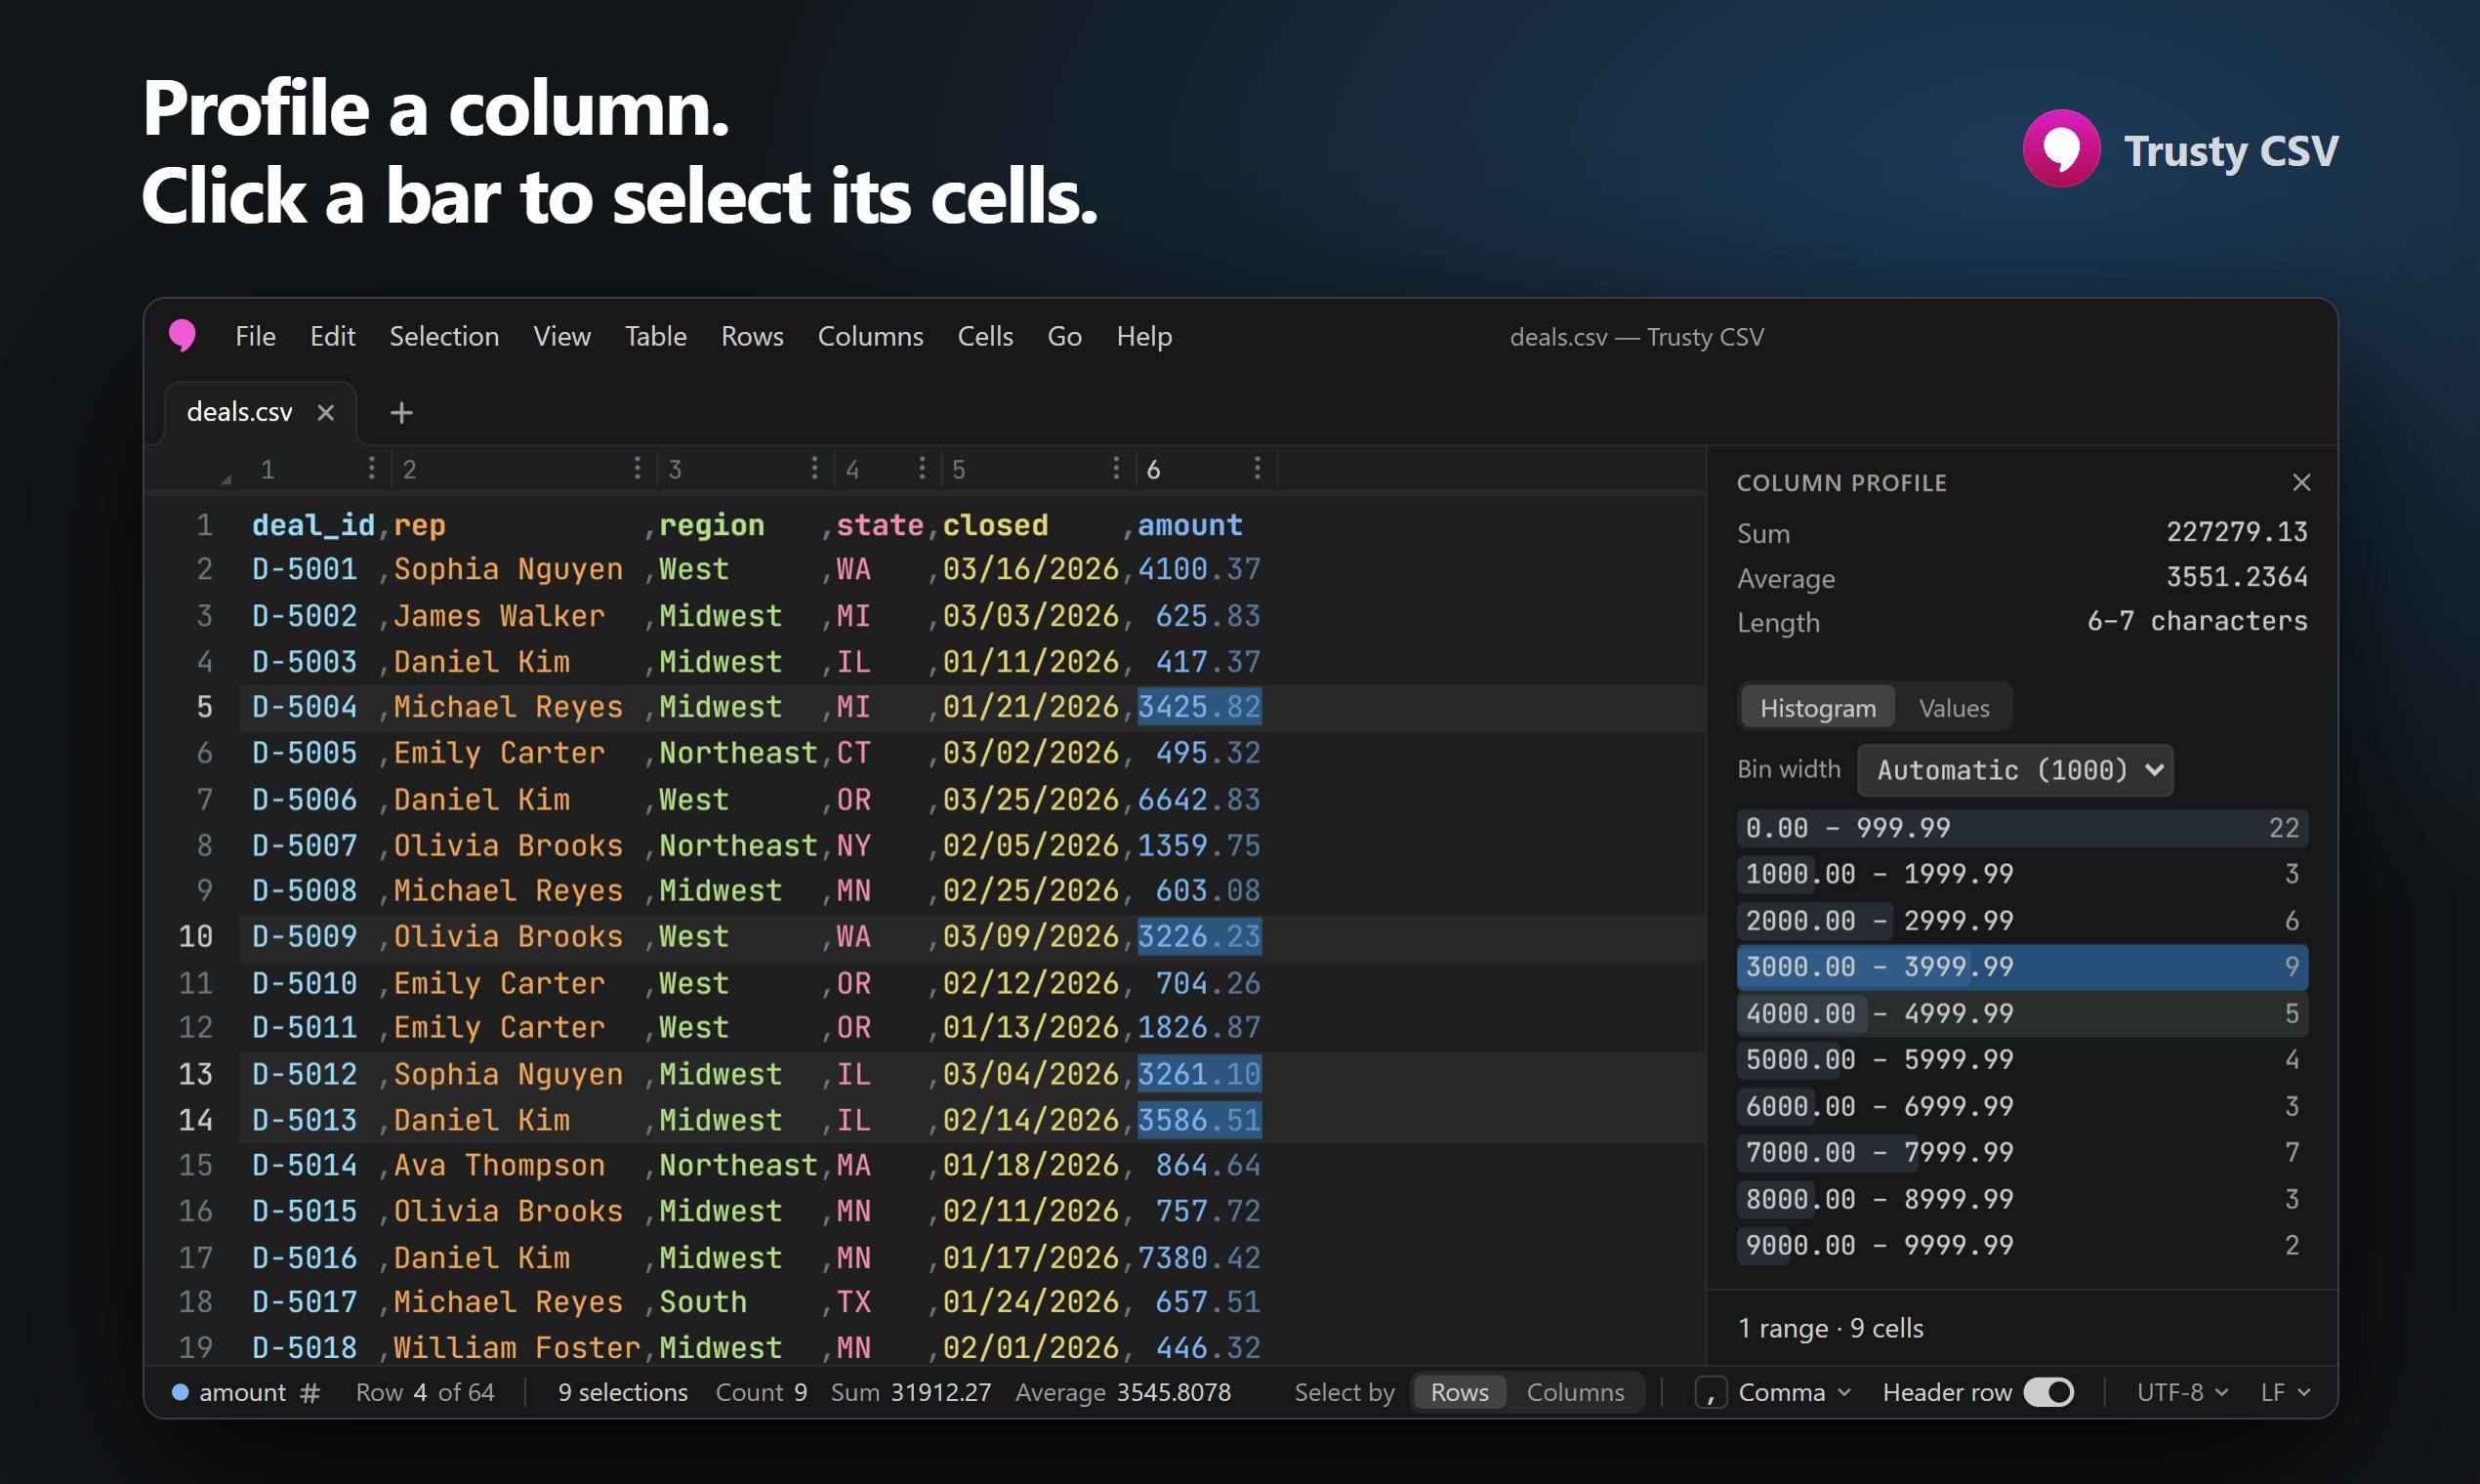 Profile a column.
Click a bar to select its cells.
Trusty CSV
File Edit Selection View Table Rows Columns Cells Go Help
deals.csv — Trusty CSV
deals.csv × +
1 2 3 4 5 6
1 deal_id,rep ,region ,state,closed ,amount
2 D-5001 ,Sophia Nguyen ,West ,WA ,03/16/2026,4100.37
3 D-5002 ,James Walker ,Midwest ,MI ,03/03/2026, 625.83
4 D-5003 ,Daniel Kim ,Midwest ,IL ,01/11/2026, 417.37
5 D-5004 ,Michael Reyes ,Midwest ,MI ,01/21/2026,3425.82
6 D-5005 ,Emily Carter ,Northeast,CT ,03/02/2026, 495.32
7 D-5006 ,Daniel Kim ,West ,OR ,03/25/2026,6642.83
8 D-5007 ,Olivia Brooks ,Northeast,NY ,02/05/2026,1359.75
9 D-5008 ,Michael Reyes ,Midwest ,MN ,02/25/2026, 603.08
10 D-5009 ,Olivia Brooks ,West ,WA ,03/09/2026,3226.23
11 D-5010 ,Emily Carter ,West ,OR ,02/12/2026, 704.26
12 D-5011 ,Emily Carter ,West ,OR ,01/13/2026,1826.87
13 D-5012 ,Sophia Nguyen ,Midwest ,IL ,03/04/2026,3261.10
14 D-5013 ,Daniel Kim ,Midwest ,IL ,02/14/2026,3586.51
15 D-5014 ,Ava Thompson ,Northeast,MA ,01/18/2026, 864.64
16 D-5015 ,Olivia Brooks ,Midwest ,MN ,02/11/2026, 757.72
17 D-5016 ,Daniel Kim ,Midwest ,MN ,01/17/2026,7380.42
18 D-5017 ,Michael Reyes ,South ,TX ,01/24/2026, 657.51
19 D-5018 ,William Foster,Midwest ,MN ,02/01/2026, 446.32
COLUMN PROFILE ×
Sum 227279.13
Average 3551.2364
Length 6–7 characters
Histogram Values
Bin width Automatic (1000)
0.00 – 999.99 22
1000.00 – 1999.99 3
2000.00 – 2999.99 6
3000.00 – 3999.99 9
4000.00 – 4999.99 5
5000.00 – 5999.99 4
6000.00 – 6999.99 3
7000.00 – 7999.99 7
8000.00 – 8999.99 3
9000.00 – 9999.99 2
1 range · 9 cells
amount # Row 4 of 64 9 selections Count 9 Sum 31912.27 Average 3545.8078 Select by Rows Columns , Comma Header row UTF-8 LF